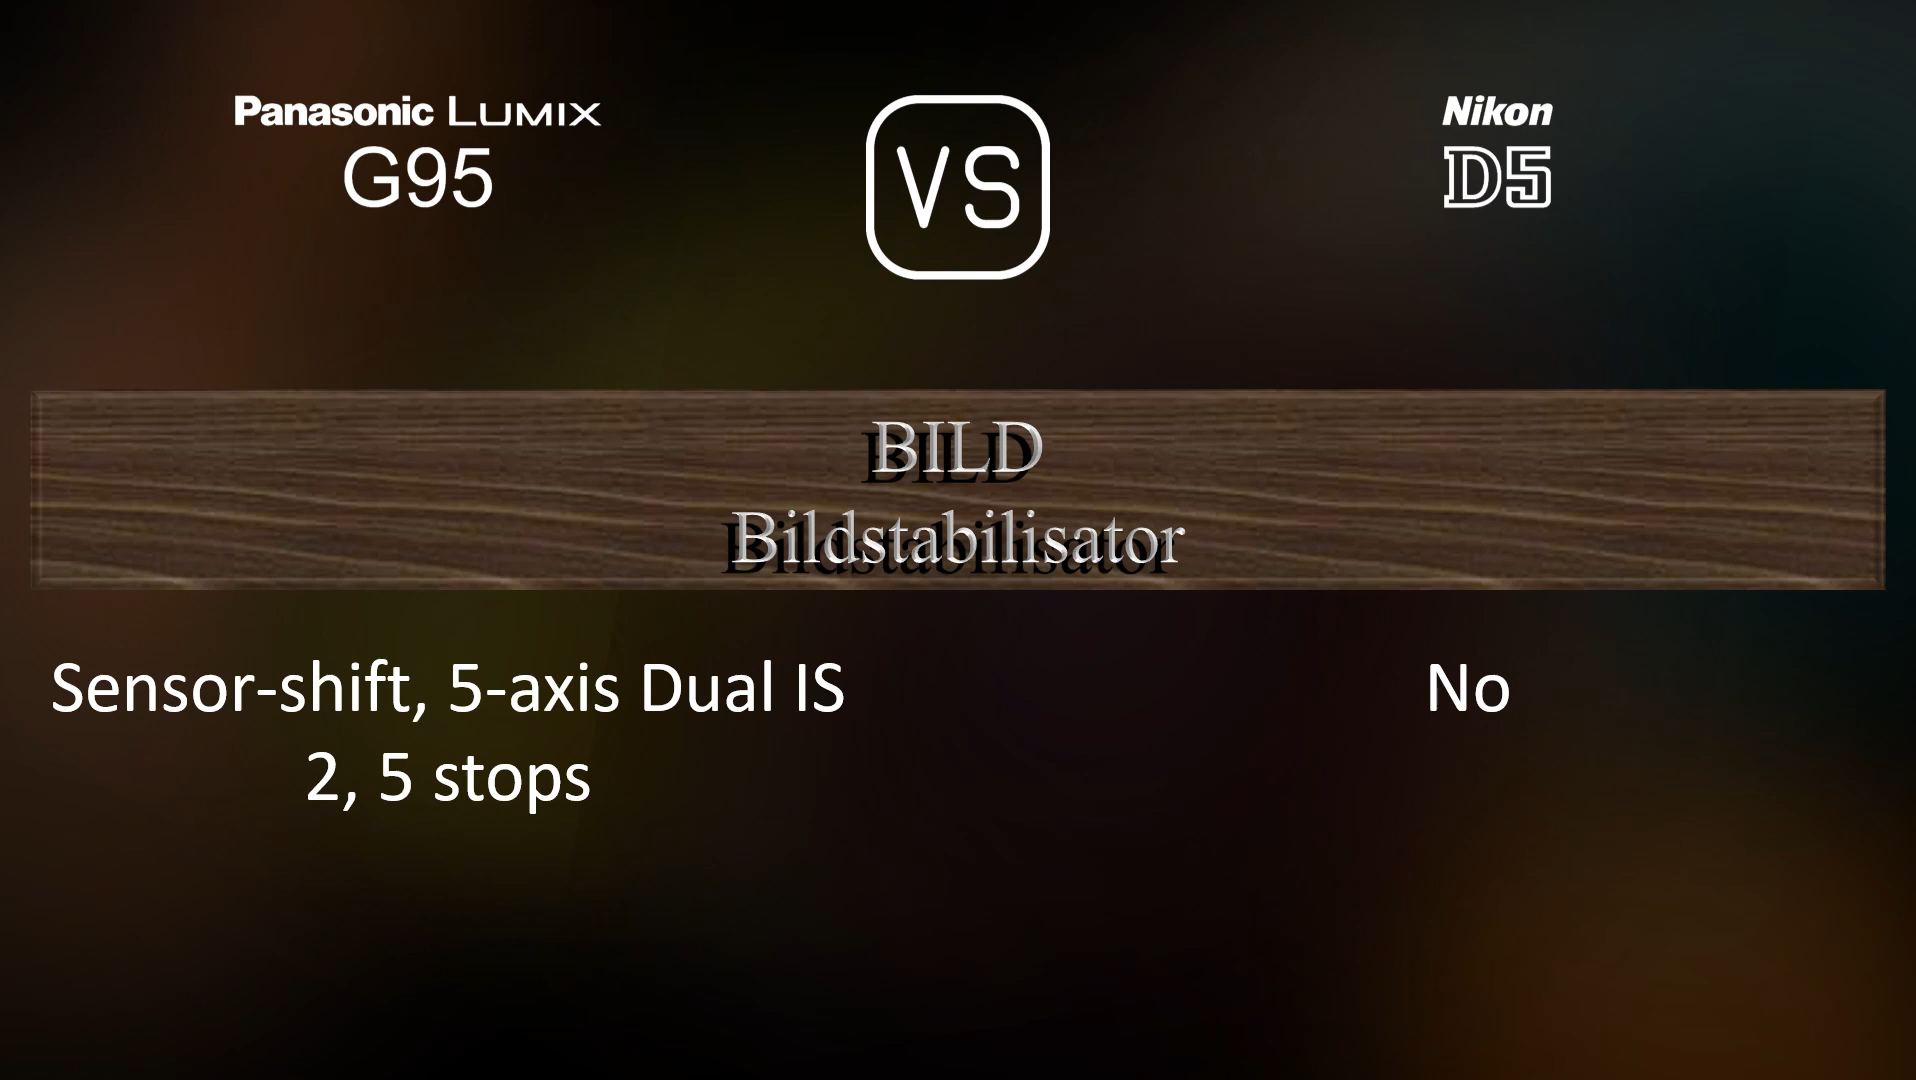 Panasonic LUMIX
G95
VS
Nikon
D5
BILD
Bildstabilisator
Sensor-shift, 5-axis Dual IS
2, 5 stops
No